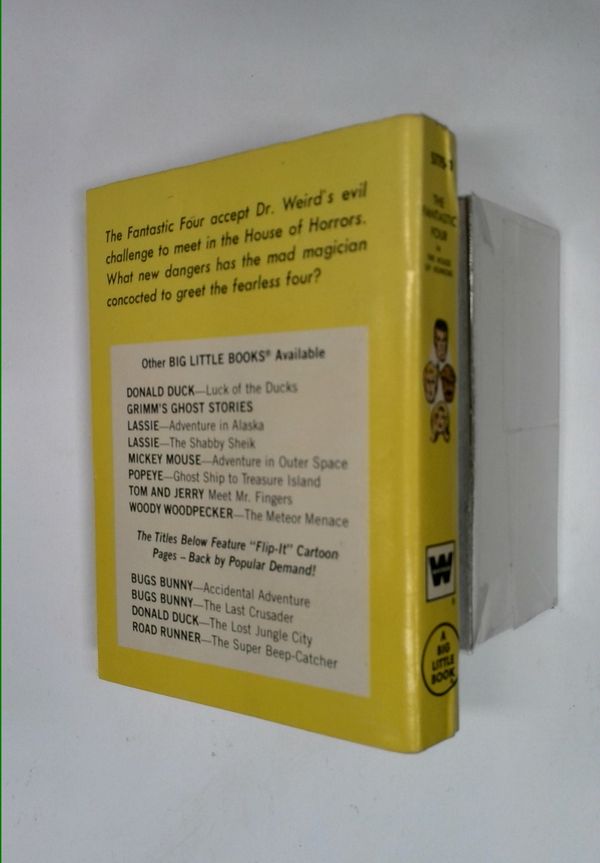 The Fantastic Four accept Dr. Weird's evil
challenge to meet in the House of Horrors.
What new dangers has the mad magician
concocted to greet the fearless four?
Other BIG LITTLE BOOKS® Available
DONALD DUCK—Luck of the Ducks
GRIMM'S GHOST STORIES
LASSIE—Adventure in Alaska
LASSIE—The Shabby Sheik
MICKEY MOUSE—Adventure in Outer Space
POPEYE—Ghost Ship to Treasure Island
TOM AND JERRY Meet Mr. Fingers
WOODY WOODPECKER—The Meteor Menace
The Titles Below Feature "Flip-It" Cartoon
Pages – Back by Popular Demand!
BUGS BUNNY—Accidental Adventure
BUGS BUNNY—The Last Crusader
DONALD DUCK—The Lost Jungle City
ROAD RUNNER—The Super Beep-Catcher
THE
FANTASTIC
FOUR
IN
THE HOUSE
OF HORRORS
W
A
BIG
LITTLE
BOOK